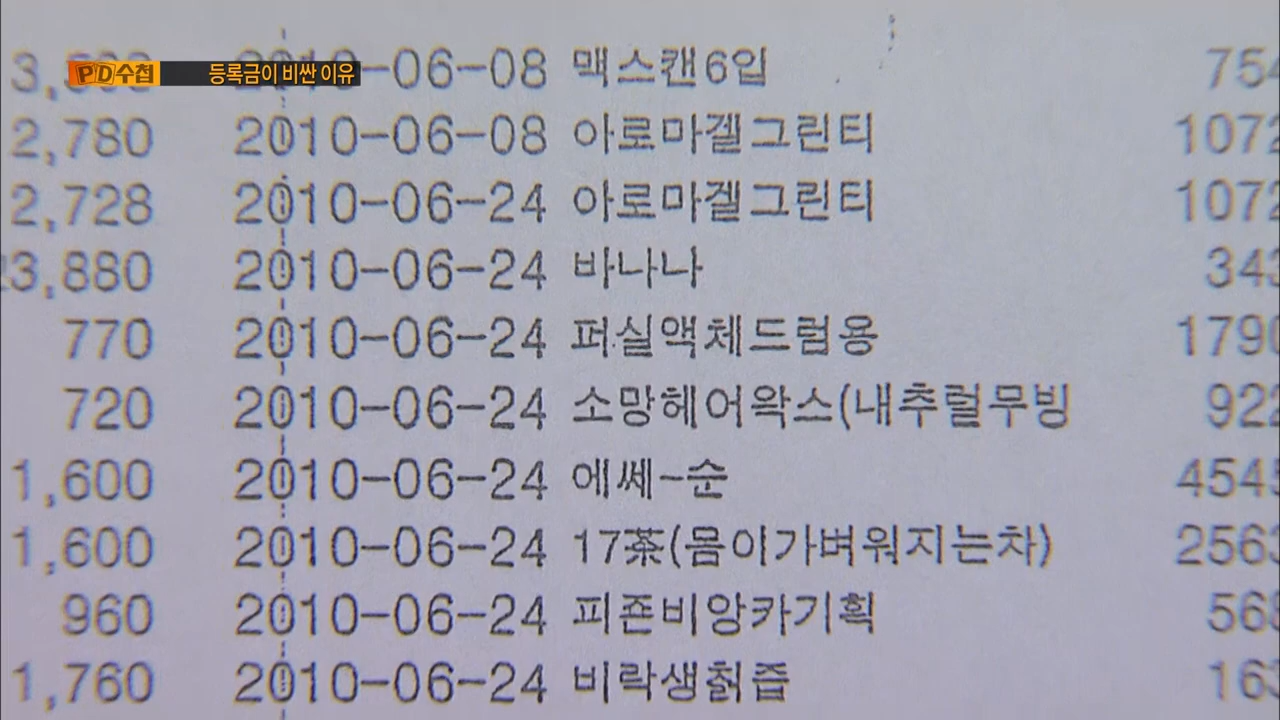 PD수첩 등록금이 비싼 이유
2010-06-08 맥스캔6입 754
2,780 2010-06-08 아로마겔그린티 1072
2,728 2010-06-24 아로마겔그린티 1072
23,880 2010-06-24 바나나 343
770 2010-06-24 퍼실액체드럼용 1790
720 2010-06-24 소망헤어왁스(내추럴무빙 922
1,600 2010-06-24 에쎄-순 4545
1,600 2010-06-24 17茶(몸이가벼워지는차) 2563
960 2010-06-24 피죤비앙카기획 565
1,760 2010-06-24 비락생칡즙 163